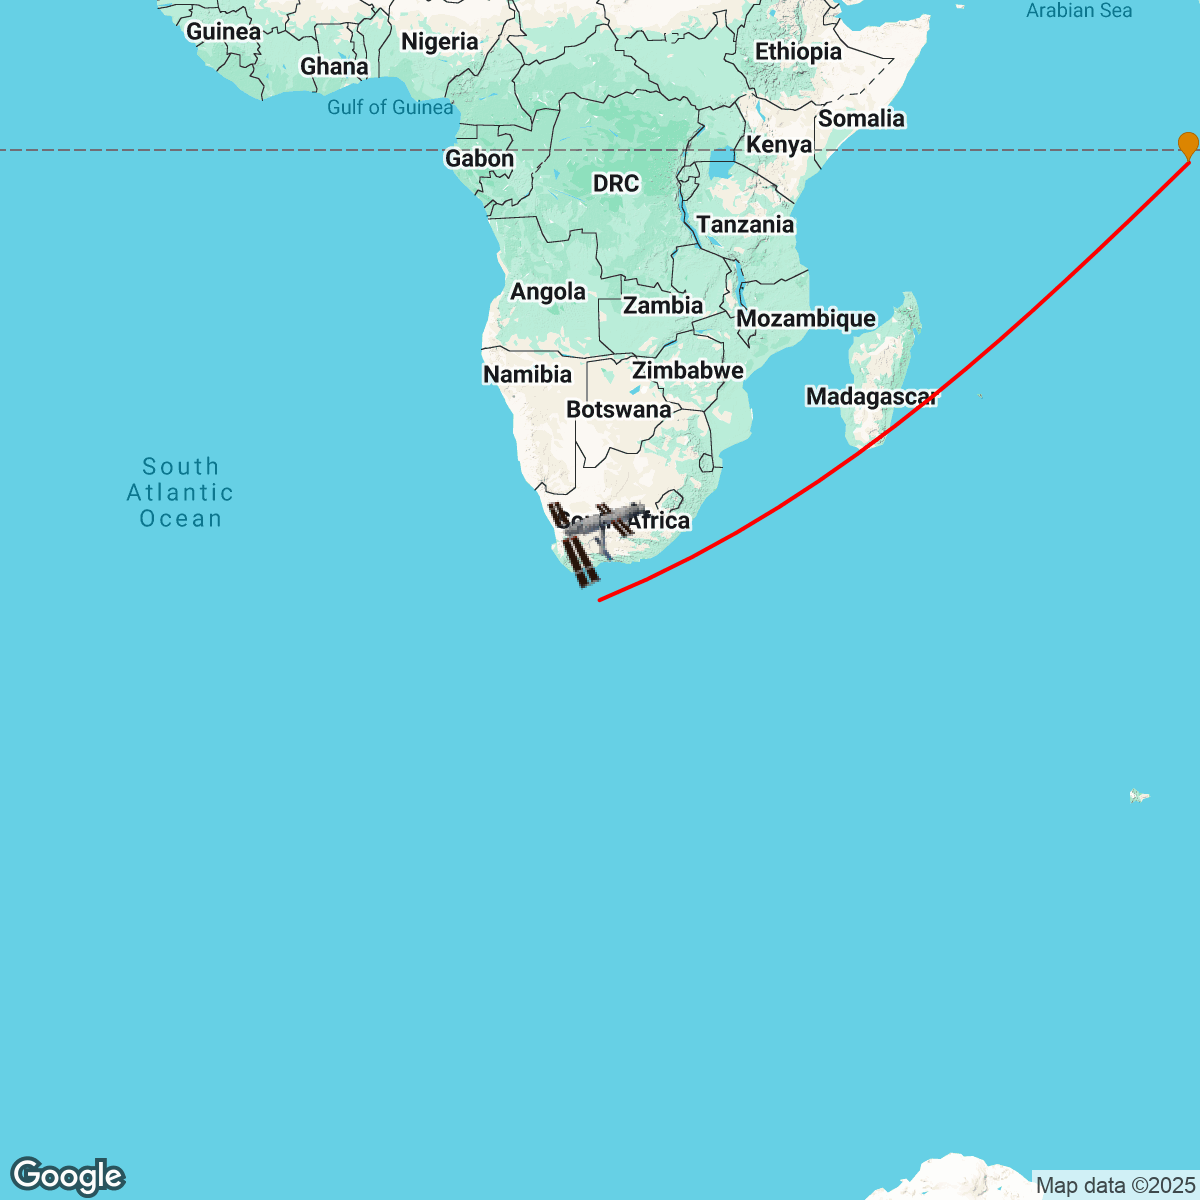 Arabian Sea
Guinea
Nigeria
Ethiopia
Ghana
Gulf of Guinea
Somalia
Kenya
Gabon
DRC
Tanzania
Angola
Zambia
Mozambique
Zimbabwe
Namibia
Madagascar
Botswana
South
Atlantic
Ocean
South Africa
Google
Map data ©2025